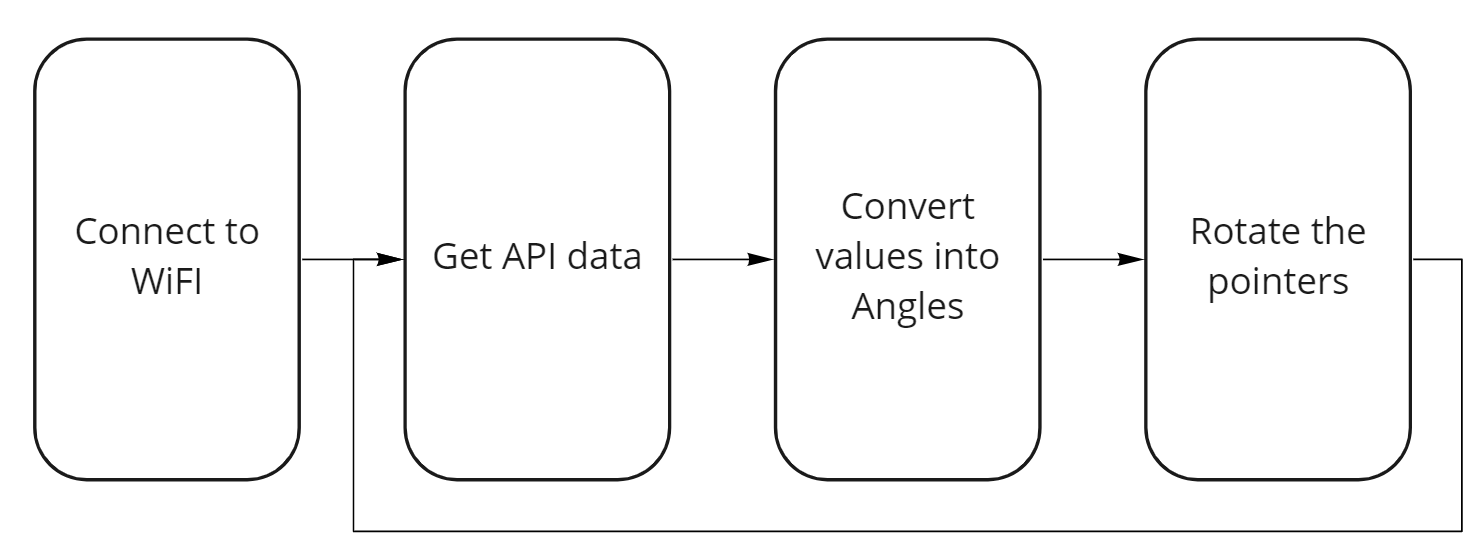 Connect to
WiFI
Get API data
Convert
values into
Angles
Rotate the
pointers